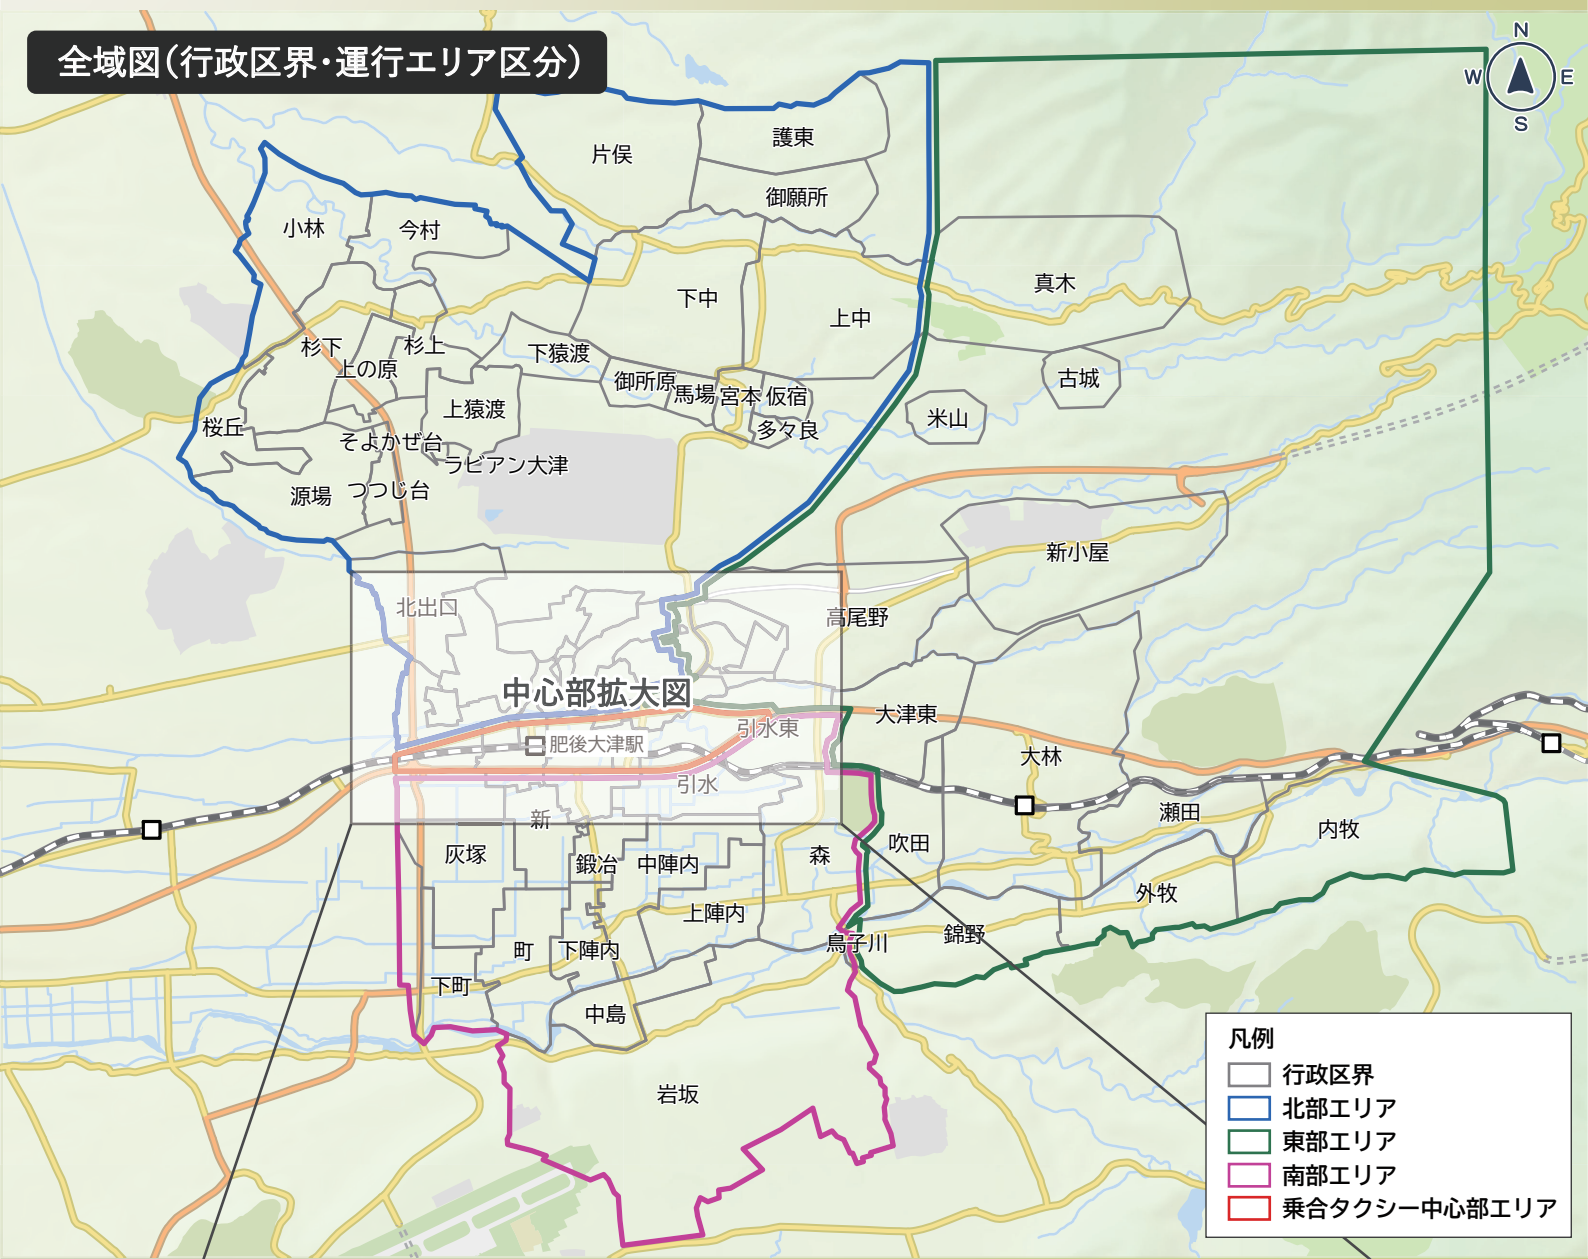 全域図（行政区界・運行エリア区分）
N
W
E
S
片俣
護東
御願所
小林
今村
真木
下中
上中
杉下
杉上
上の原
下猿渡
御所原
馬場
宮本
仮宿
古城
上猿渡
米山
桜丘
多々良
そよかぜ台
ラビアン大津
源場
つつじ台
新小屋
北出口
高尾野
中心部拡大図
大津東
引水東
肥後大津駅
大林
引水
瀬田
新
内牧
灰塚
鍛冶
中陣内
森
吹田
外牧
上陣内
町
下陣内
鳥子川
錦野
下町
中島
岩坂
凡例
行政区界
北部エリア
東部エリア
南部エリア
乗合タクシー中心部エリア